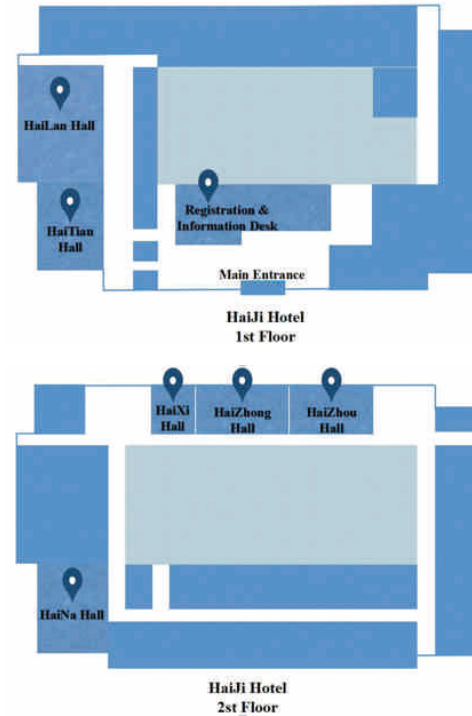 HaiLan Hall
HaiTian
Hall
Registration &
Information Desk
Main Entrance
HaiJi Hotel
1st Floor
HaiXi
Hall
HaiZhong
Hall
HaiZhou
Hall
HaiNa Hall
HaiJi Hotel
2st Floor